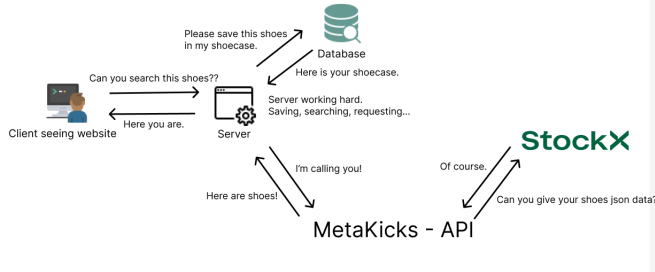 Please save this shoes
in my shoecase.
Database
Here is your shoecase.
Can you search this shoes??
Server working hard.
Saving, searching, requesting...
Here you are.
Client seeing website
Server
StockX
I'm calling you!
Of course.
Here are shoes!
Can you give your shoes json data?
MetaKicks - API